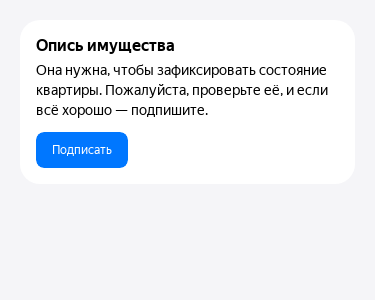 Опись имущества
Она нужна, чтобы зафиксировать состояние
квартиры. Пожалуйста, проверьте её, и если
всё хорошо — подпишите.
Подписать